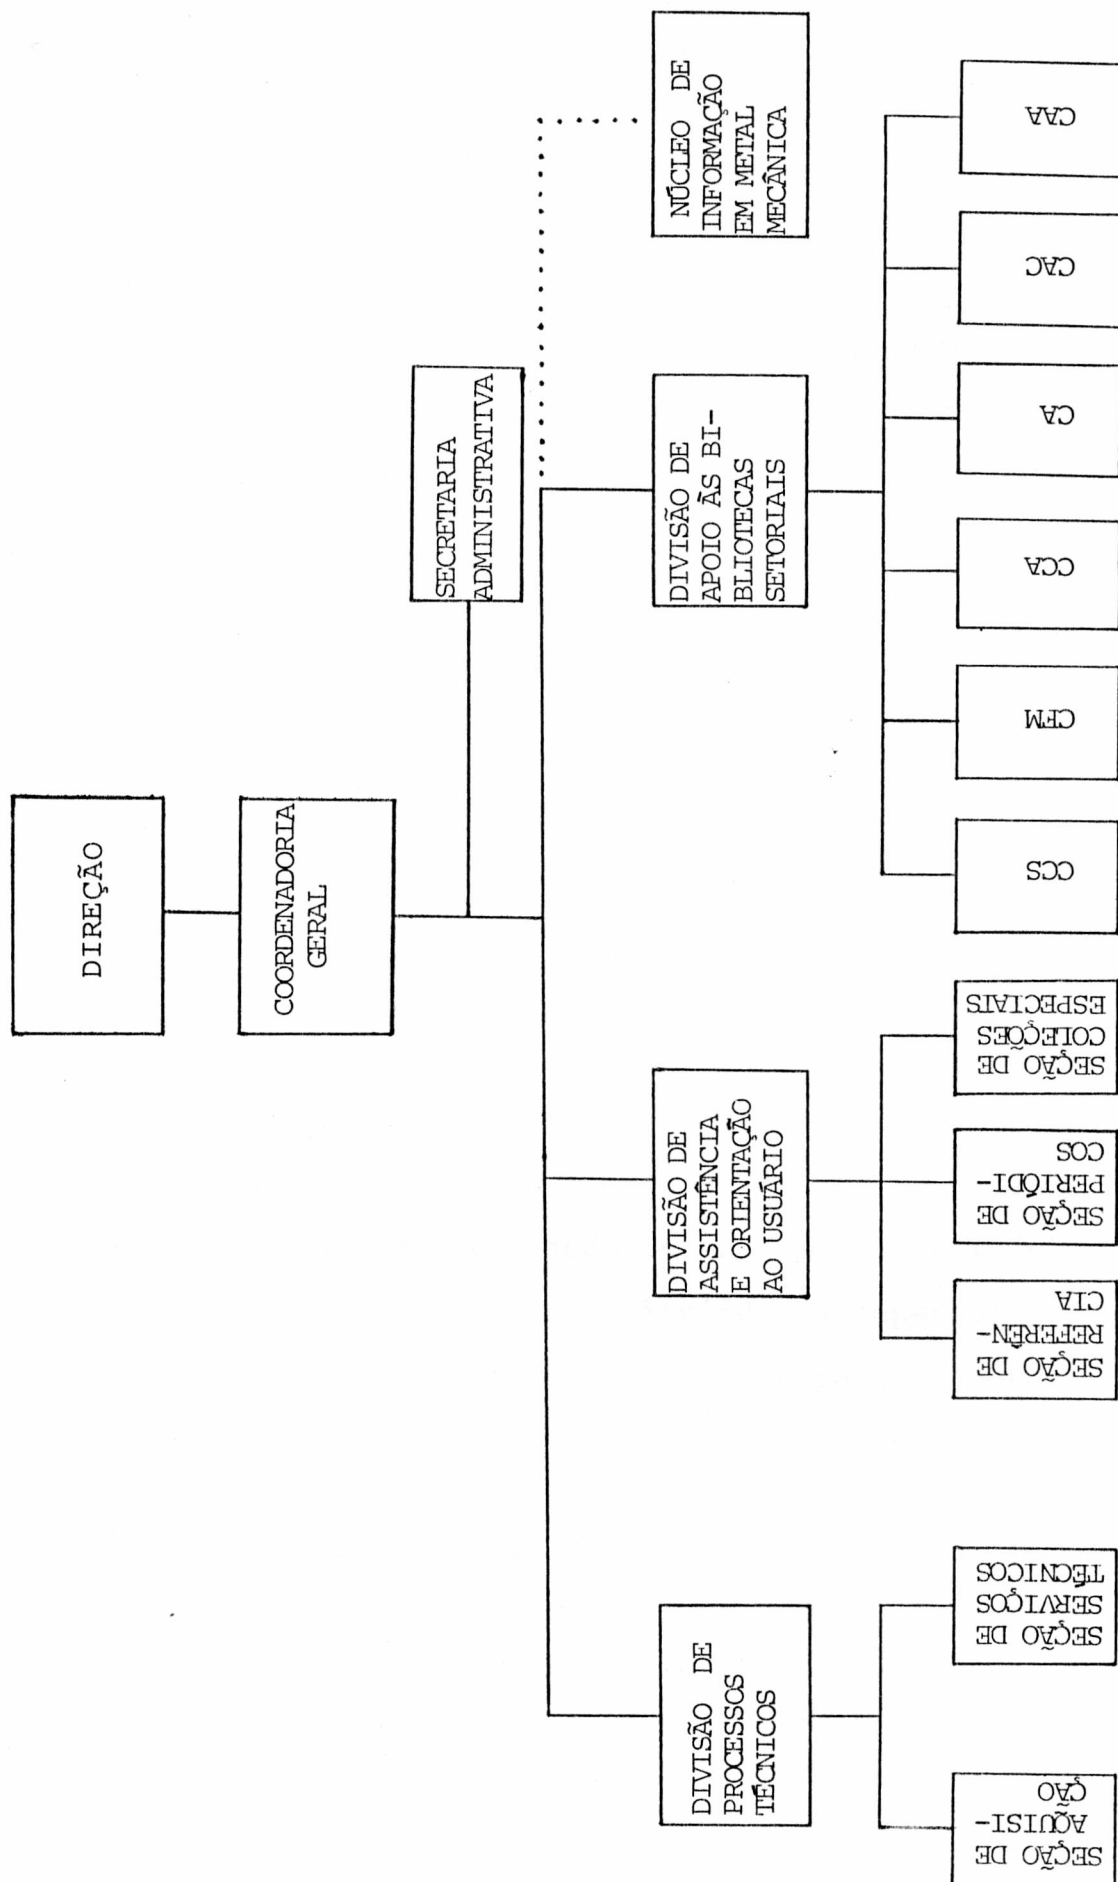 DIREÇÃO
COORDENADORIA
GERAL
SECRETARIA
ADMINISTRATIVA
DIVISÃO DE
PROCESSOS
TÉCNICOS
DIVISÃO DE
ASSISTÊNCIA
E ORIENTAÇÃO
AO USUÁRIO
DIVISÃO DE
APOIO ÀS BI-
BLIOTECAS
SETORIAIS
NÚCLEO DE
INFORMAÇÃO
EM METAL
MECÂNICA
SEÇÃO DE
AQUISI-
ÇÃO
SEÇÃO DE
SERVIÇOS
TÉCNICOS
SEÇÃO DE
REFERÊN-
CIA
SEÇÃO DE
PERIÓDI-
COS
SEÇÃO DE
COLEÇÕES
ESPECIAIS
CCS
CFM
CCA
CA
CAC
CAA